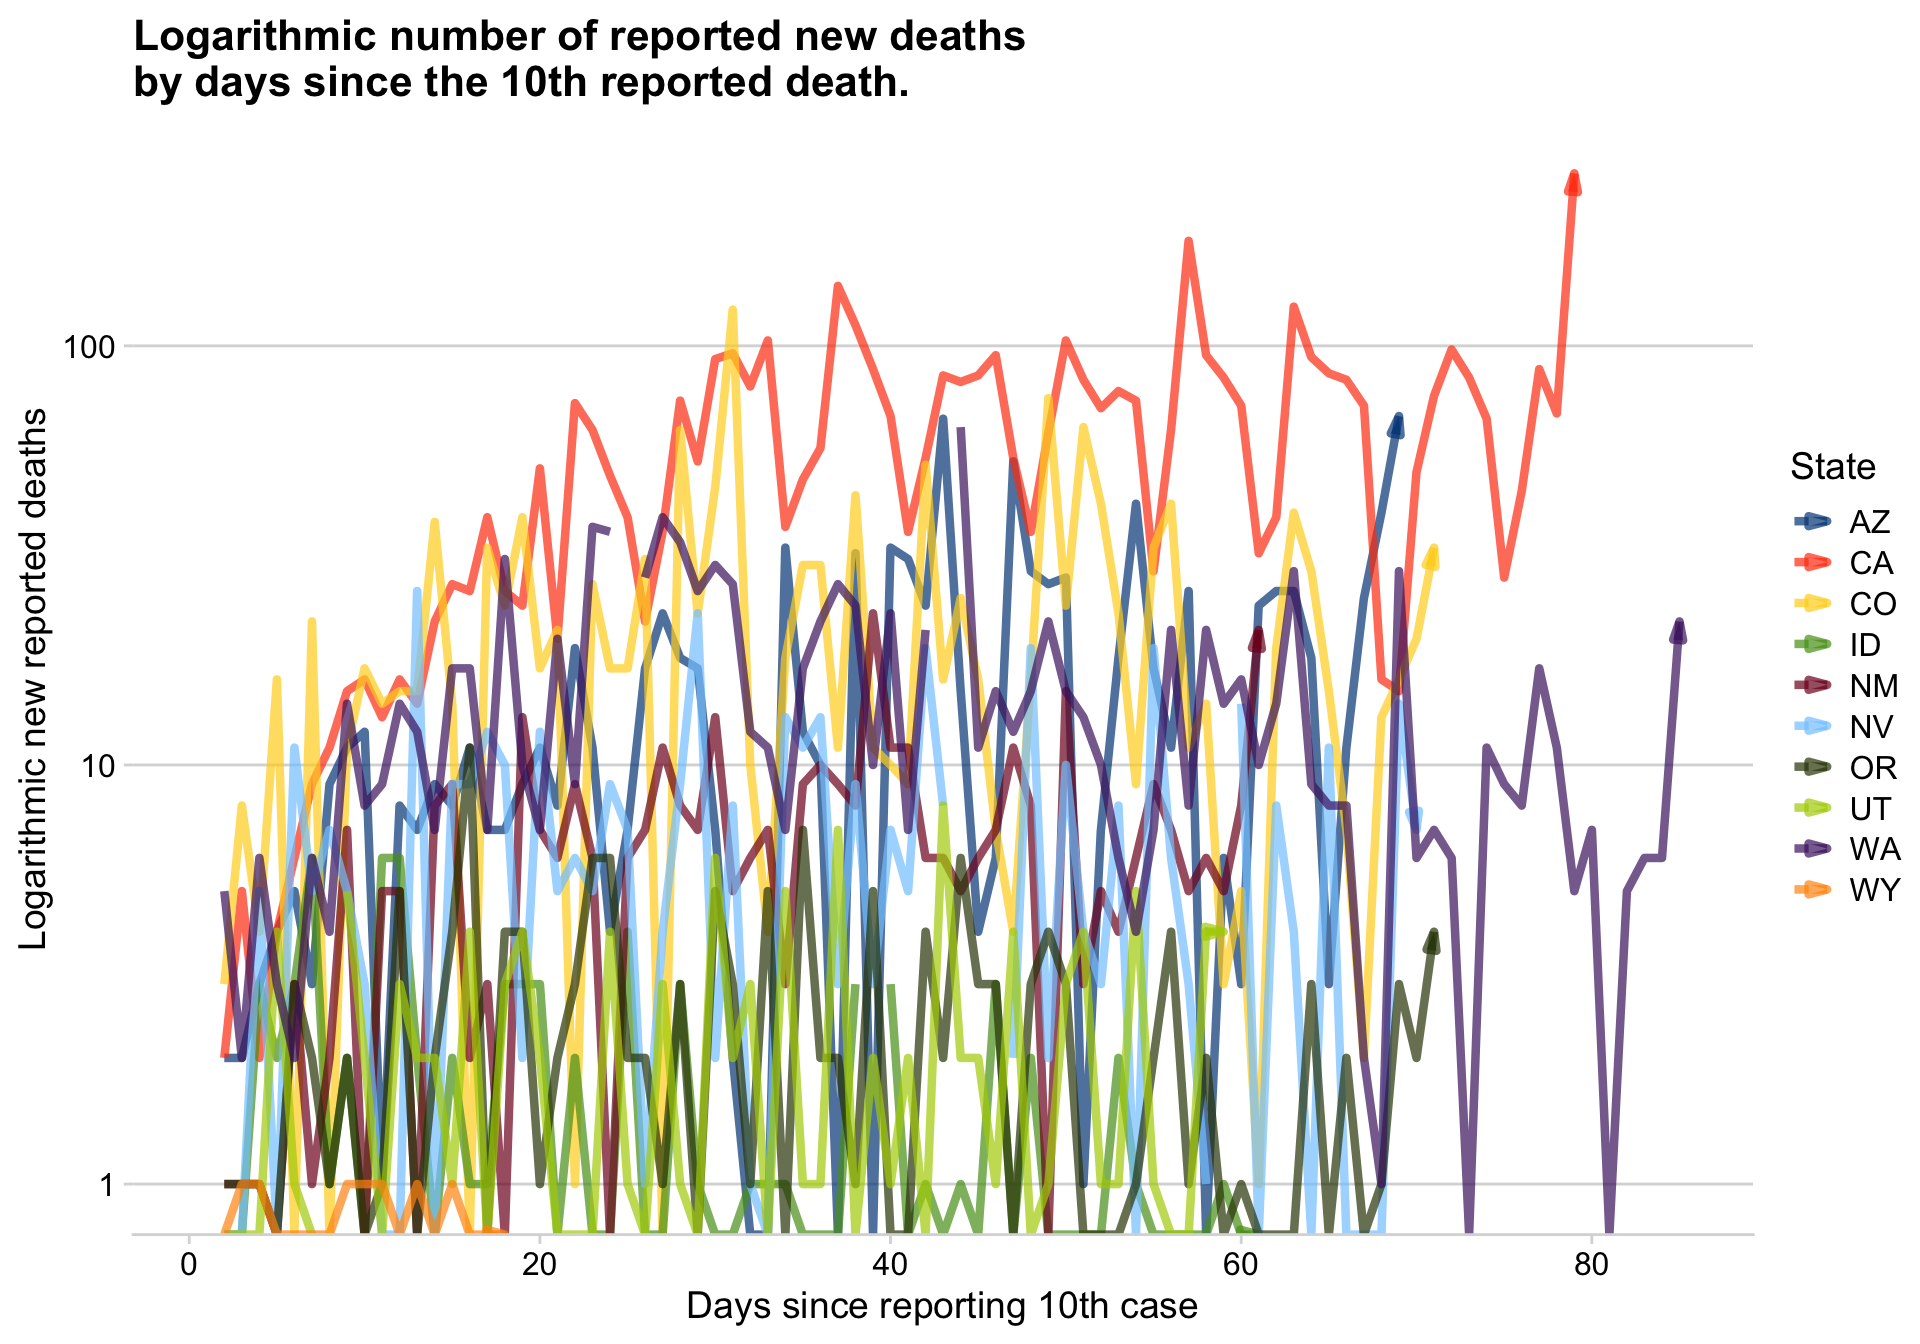 Logarithmic number of reported new deaths
by days since the 10th reported death.
Logarithmic new reported deaths
100
10
1
0
20
40
60
80
Days since reporting 10th case
State
AZ
CA
CO
ID
NM
NV
OR
UT
WA
WY